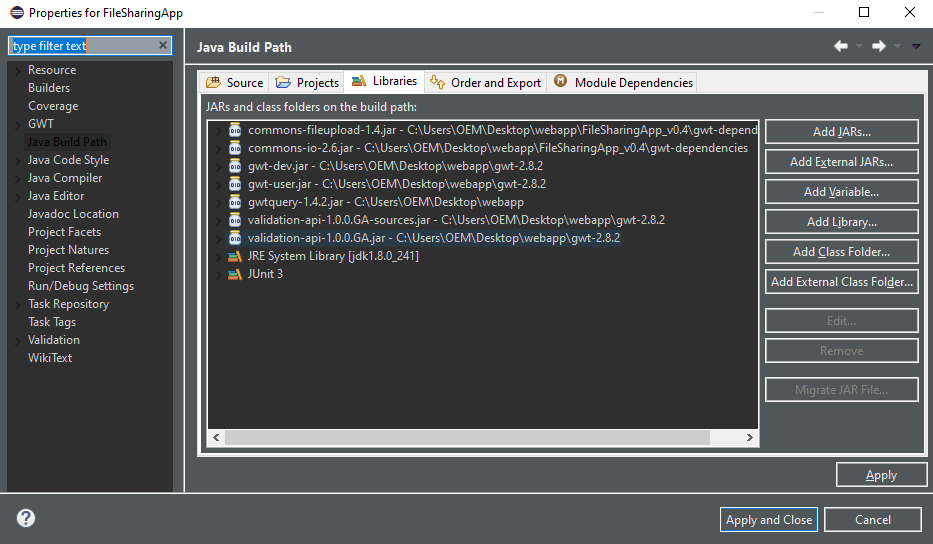 Properties for FileSharingApp
type filter text
Resource
Builders
Coverage
GWT
Java Build Path
Java Code Style
Java Compiler
Java Editor
Javadoc Location
Project Facets
Project Natures
Project References
Run/Debug Settings
Task Repository
Task Tags
Validation
WikiText
Java Build Path
Source
Projects
Libraries
Order and Export
Module Dependencies
JARs and class folders on the build path:
commons-fileupload-1.4.jar - C:\Users\OEM\Desktop\webapp\FileSharingApp_v0.4\gwt-depend
commons-io-2.6.jar - C:\Users\OEM\Desktop\webapp\FileSharingApp_v0.4\gwt-dependencies
gwt-dev.jar - C:\Users\OEM\Desktop\webapp\gwt-2.8.2
gwt-user.jar - C:\Users\OEM\Desktop\webapp\gwt-2.8.2
gwtquery-1.4.2.jar - C:\Users\OEM\Desktop\webapp
validation-api-1.0.0.GA-sources.jar - C:\Users\OEM\Desktop\webapp\gwt-2.8.2
validation-api-1.0.0.GA.jar - C:\Users\OEM\Desktop\webapp\gwt-2.8.2
JRE System Library [jdk1.8.0_241]
JUnit 3
Add JARs...
Add External JARs...
Add Variable...
Add Library...
Add Class Folder...
Add External Class Folder...
Edit...
Remove
Migrate JAR File...
Apply
Apply and Close
Cancel